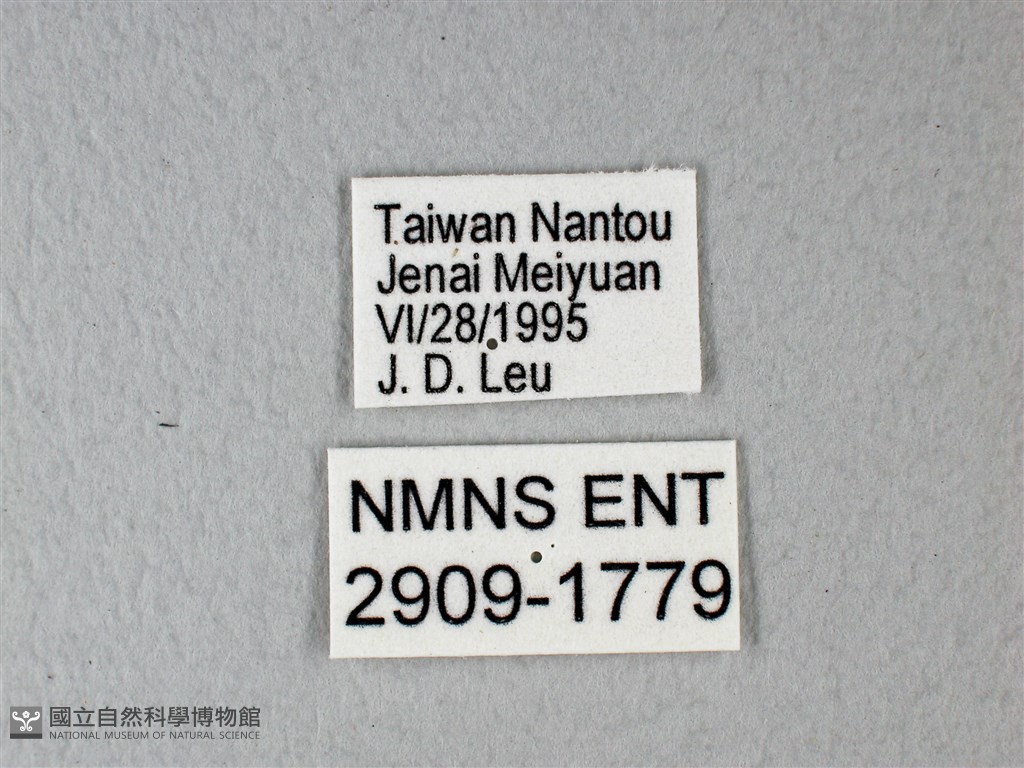 Taiwan Nantou
Jenai Meiyuan
VI/28/1995
J. D. Leu
NMNS ENT
2909-1779
國立自然科學博物館
NATIONAL MUSEUM OF NATURAL SCIENCE